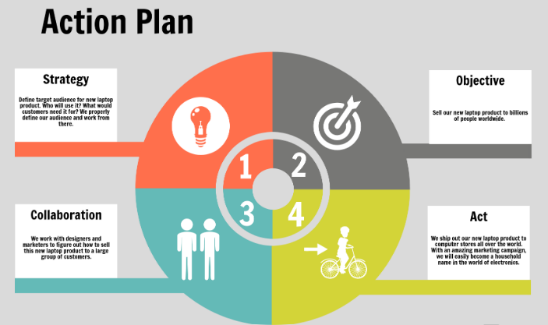 Action Plan
Strategy
Define target audience for new laptop
product. Who will use it? What would
customers need it for? We properly
define our audience and work from
there.
Objective
Sell our new laptop product to billions
of people worldwide.
1
2
3
4
Collaboration
We work with designers and
marketers to figure out how to sell
this new laptop product to a large
group of customers.
Act
We ship out our new laptop product to
computer stores all over the world.
With an amazing marketing campaign,
we will easily become a household
name in the world of electronics.